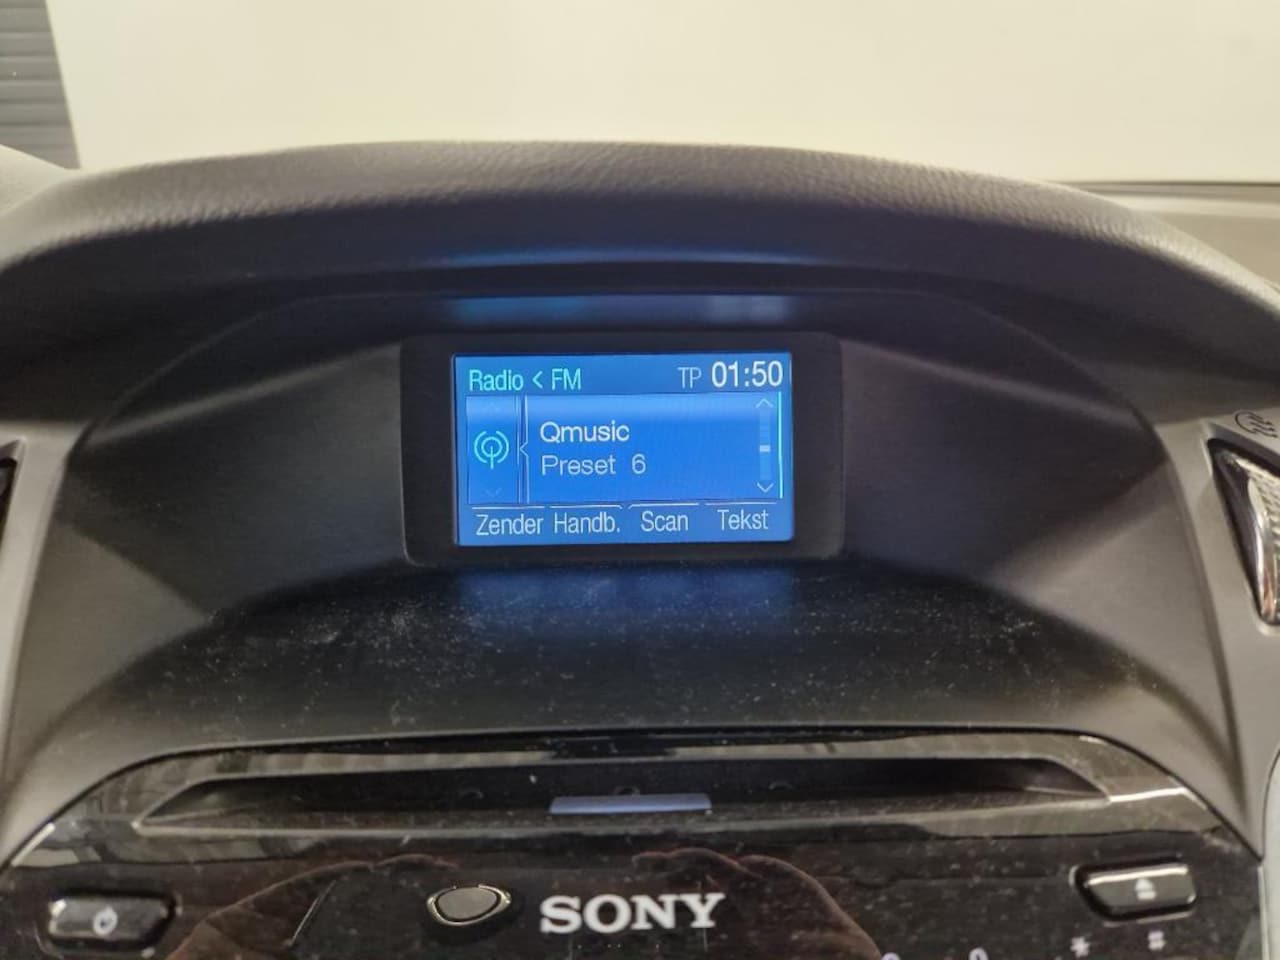 Radio < FM TP 01:50
Qmusic
Preset 6
Zender Handb. Scan Tekst
SONY
* #